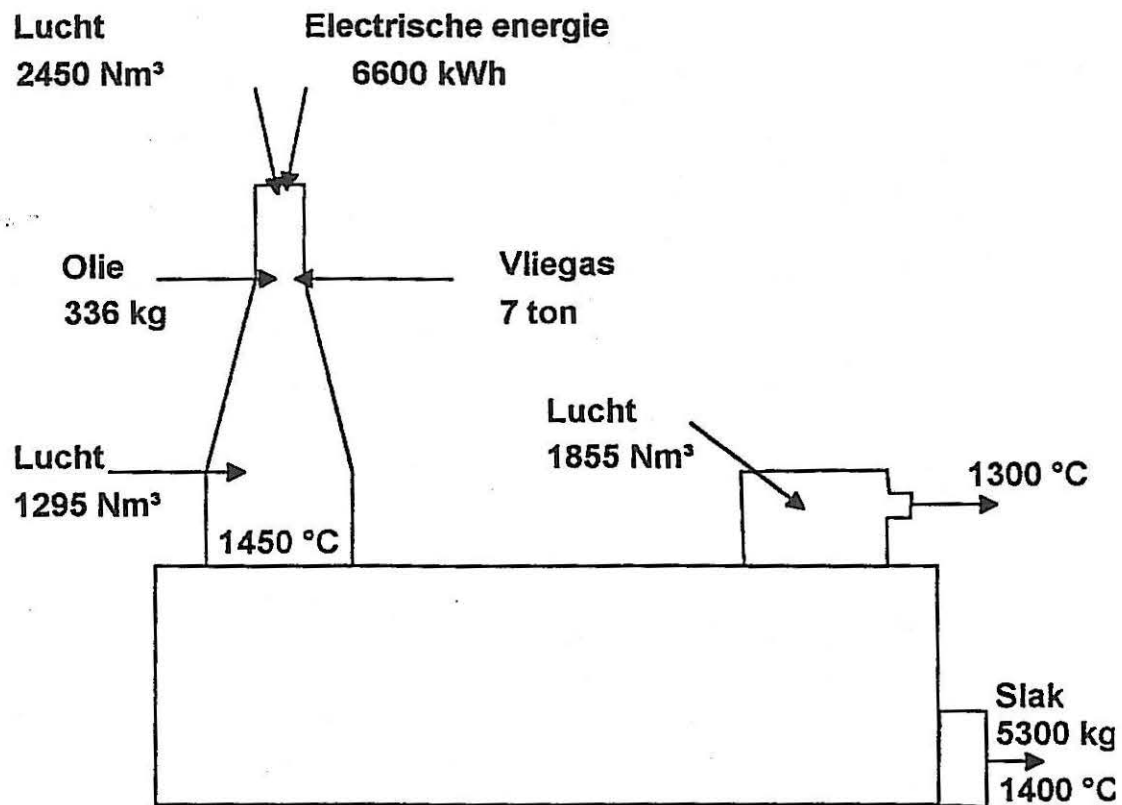 Lucht
2450 Nm³
Electrische energie
6600 kWh
Olie
336 kg
Vliegas
7 ton
Lucht
1295 Nm³
1450 °C
Lucht
1855 Nm³
1300 °C
Slak
5300 kg
1400 °C